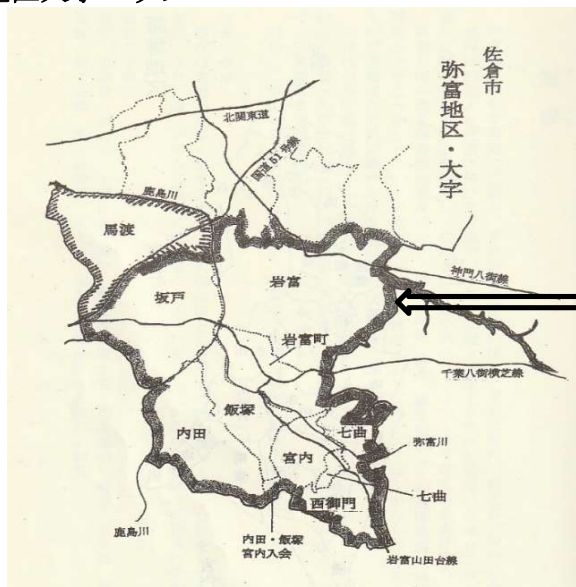 佐倉市
弥富地区・大字
北関東道
国道51号線
鹿島川
馬渡
坂戸
岩富
神門八街線
岩富町
千葉八街横芝線
飯塚
内田
七曲
宮内
弥富川
七曲
西御門
鹿島川
内田・飯塚
宮内入会
岩富山田台線